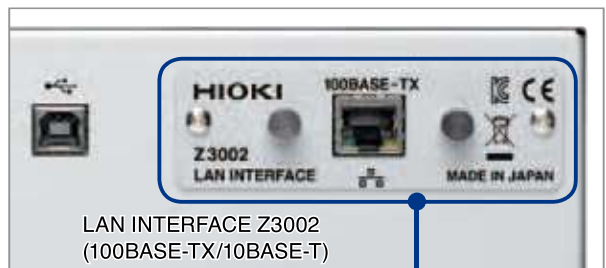 HIOKI
100BASE-TX
Z3002
LAN INTERFACE
CE
MADE IN JAPAN
LAN INTERFACE Z3002
(100BASE-TX/10BASE-T)